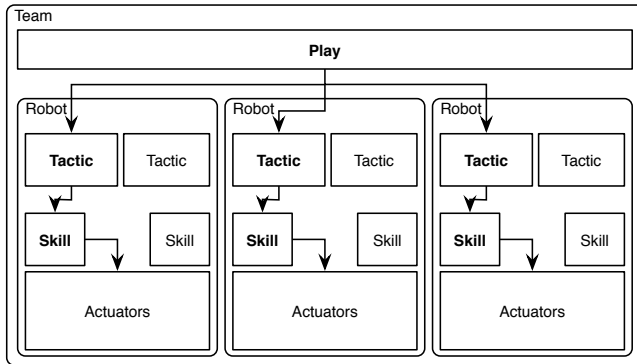 Team
Play
Robot
Robot
Robot
Tactic
Tactic
Tactic
Tactic
Tactic
Tactic
Skill
Skill
Skill
Skill
Skill
Skill
Actuators
Actuators
Actuators